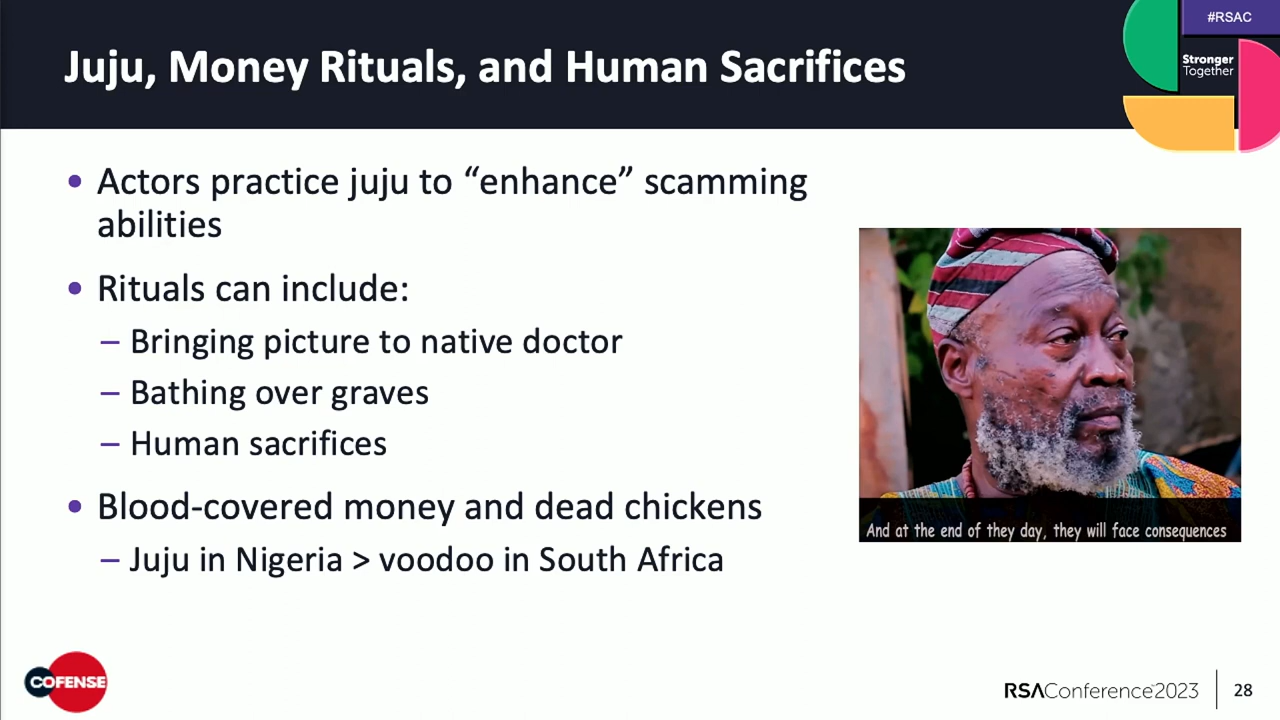 #RSAC
Juju, Money Rituals, and Human Sacrifices
Stronger
Together
• Actors practice juju to “enhance” scamming
abilities
• Rituals can include:
– Bringing picture to native doctor
– Bathing over graves
– Human sacrifices
• Blood-covered money and dead chickens
– Juju in Nigeria > voodoo in South Africa
And at the end of they day, they will face consequences
COFENSE
RSAConference™2023
28